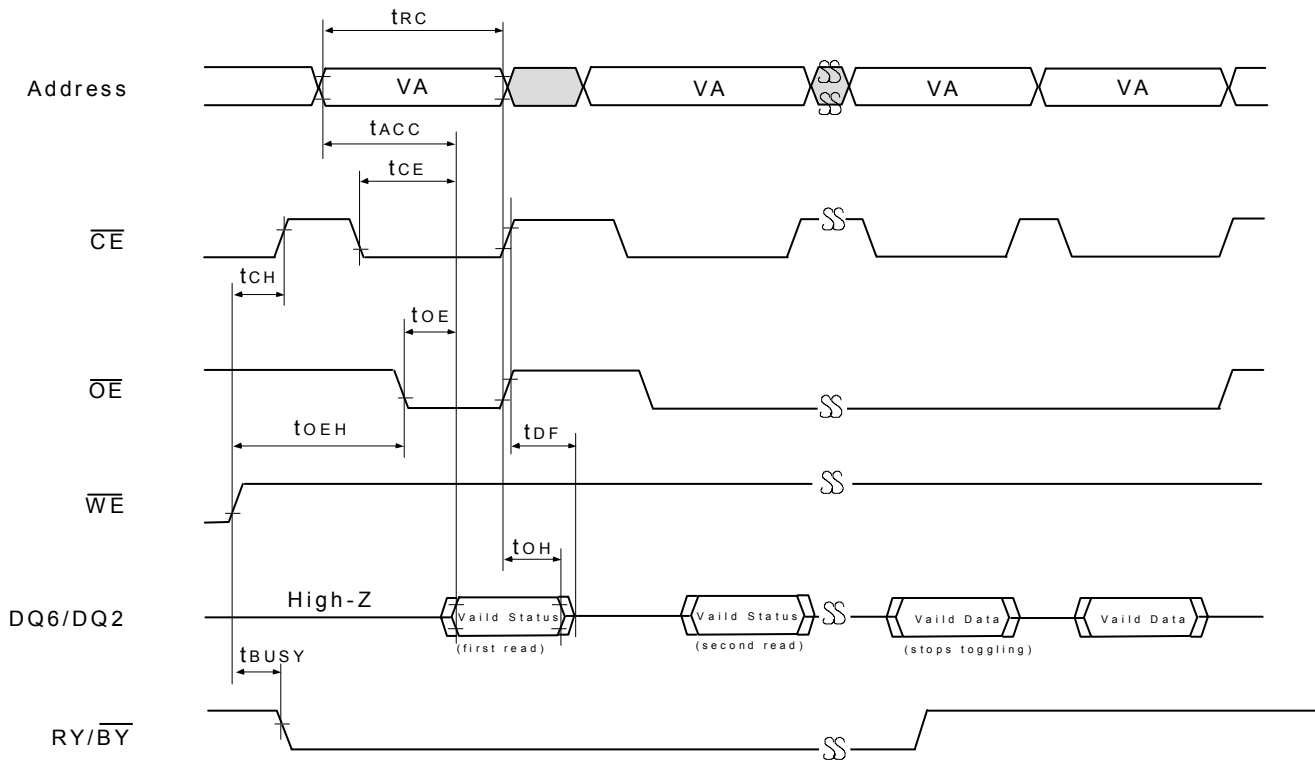 tRC
Address VA VA VA VA
tACC
tCE
CE
tCH
tOE
OE
tOEH
tDF
WE
tOH
High-Z
DQ6/DQ2 Vaild Status Vaild Status Vaild Data Vaild Data
(first read) (second read) (stops toggling)
tBUSY
RY/BY